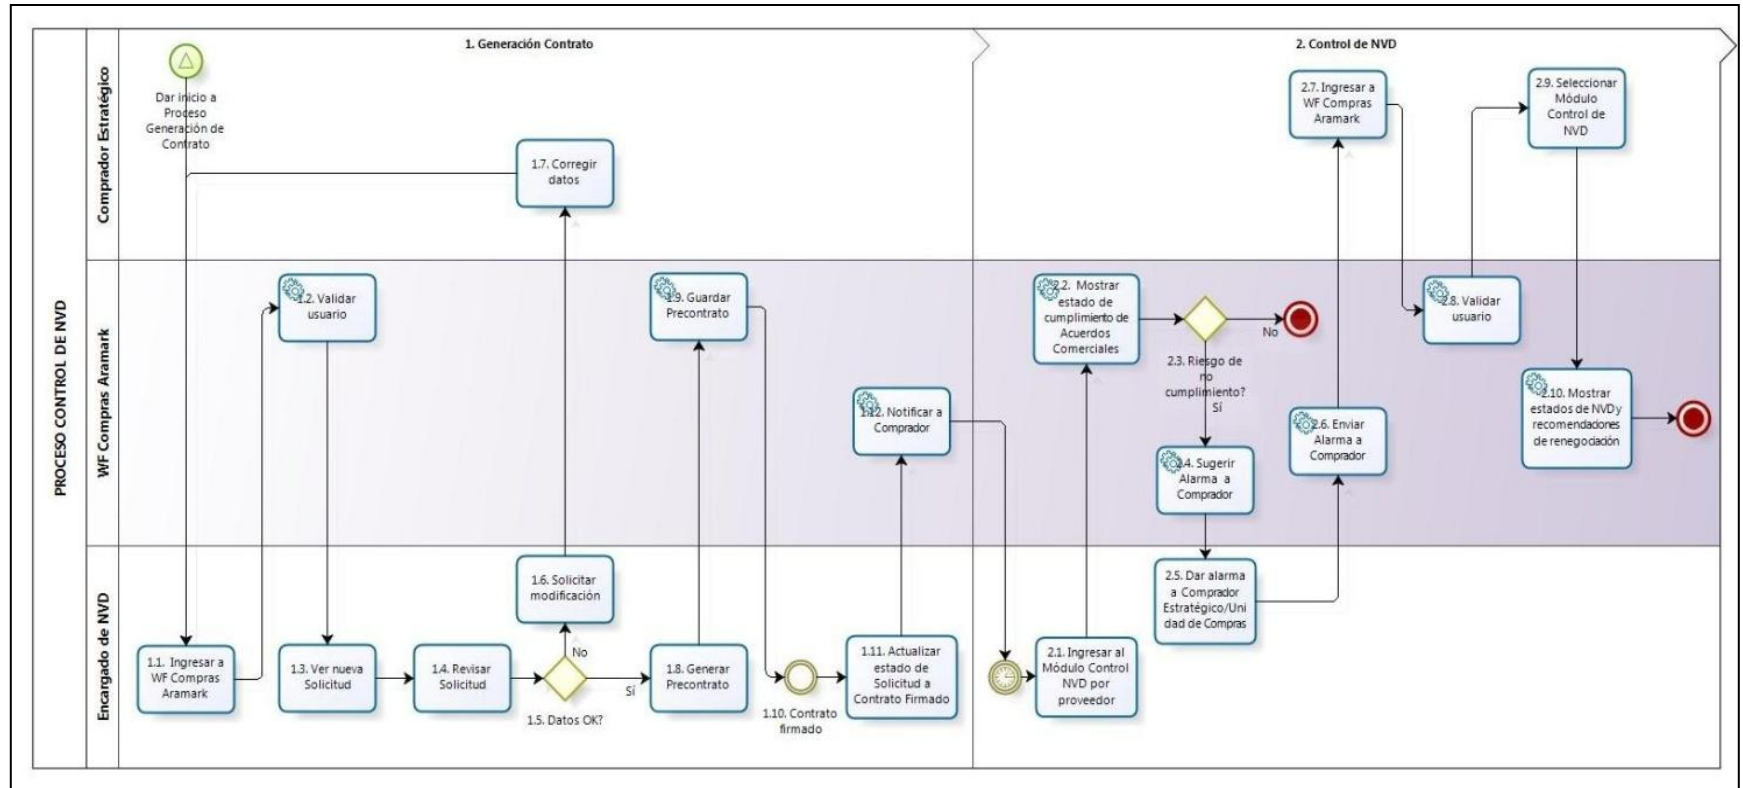 PROCESO CONTROL DE NVD
1. Generación Contrato
2. Control de NVD
Comprador Estratégico
Dar inicio a
Proceso
Generación de
Contrato
1.7. Corregir
datos
2.7. Ingresar a
WF Compras
Aramark
2.9. Seleccionar
Módulo
Control de
NVD
WF Compras Aramark
1.2. Validar
usuario
1.9. Guardar
Precontrato
1.12. Notificar a
Comprador
2.2. Mostrar
estado de
cumplimiento de
Acuerdos
Comerciales
No
2.3. Riesgo de
no
cumplimiento?
Sí
2.4. Sugerir
Alarma a
Comprador
2.6. Enviar
Alarma a
Comprador
2.8. Validar
usuario
2.10. Mostrar
estados de NVD y
recomendaciones
de renegociación
Encargado de NVD
1.1. Ingresar a
WF Compras
Aramark
1.3. Ver nueva
Solicitud
1.4. Revisar
Solicitud
1.6. Solicitar
modificación
No
Sí
1.5. Datos OK?
1.8. Generar
Precontrato
1.10. Contrato
firmado
1.11. Actualizar
estado de
Solicitud a
Contrato Firmado
2.1. Ingresar al
Módulo Control
NVD por
proveedor
2.5. Dar alarma
a Comprador
Estratégico/Uni
dad de Compras